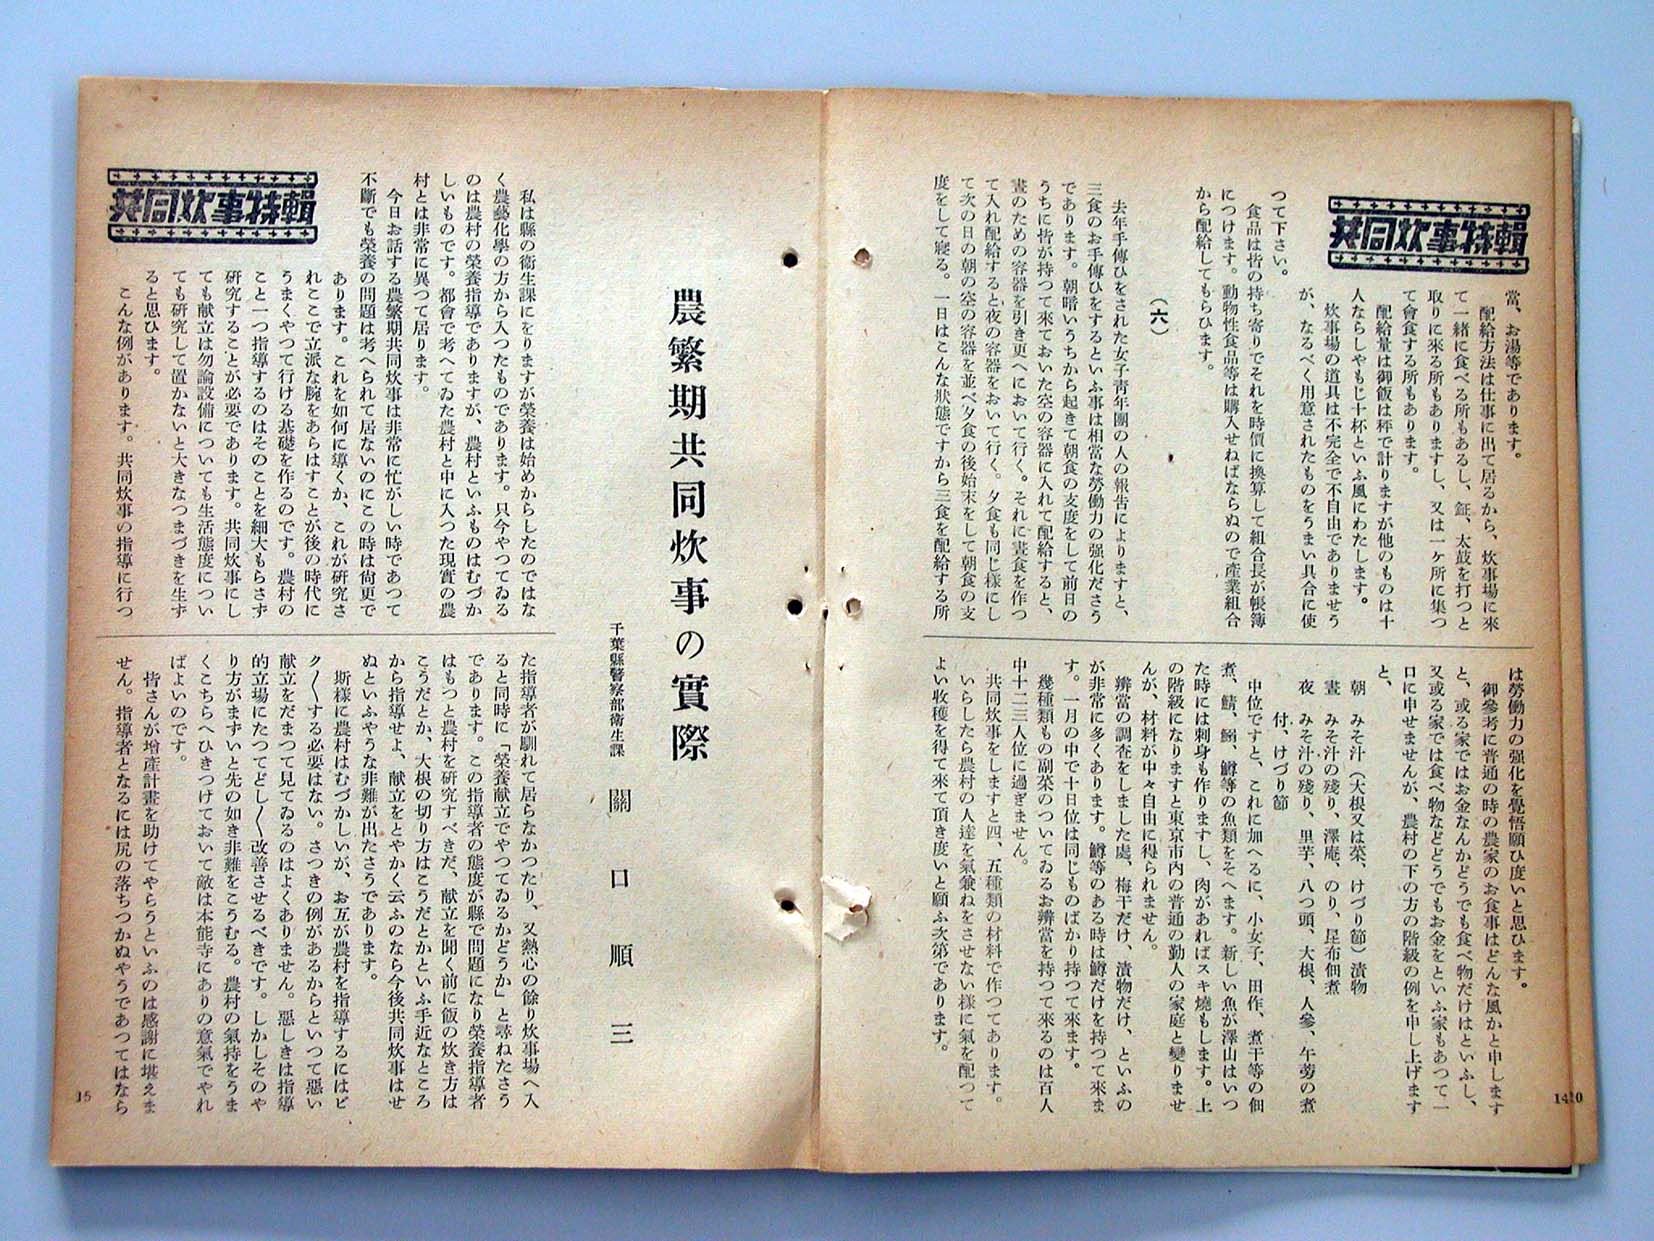 共同炊事特輯
當、お湯等であります。
配給方法は仕事に出て居るから、炊事場に來
て一緒に食べる所もあるし、鉦、太鼓を打つと
取りに來る所もありますし、又は一ヶ所に集つ
て會食する所もあります。
配給量は御飯は秤で計りますが他のものは十
人ならしやもじ十杯といふ風にわたします。
炊事場の道具は不完全で不自由でありませう
が、なるべく用意されたものをうまい具合に使
つて下さい。
食品は皆の持ち寄りでそれを時價に換算して組合長が帳簿
につけます。動物性食品等は購入せねばならぬので產業組合
から配給してもらひます。
(六)
去年手傳ひをされた女子靑年團の人の報告によりますと、
三食のお手傳ひをするといふ事は相當な勞働力の强化ださう
であります。朝暗いうちから起きて朝食の支度をして前日の
うちに皆が持つて來ておいた空の容器に入れて配給すると、
晝のための容器を引き更へにおいて行く。それに晝食を作つ
て入れ配給すると夜の容器をおいて行く。夕食も同じ樣にし
て次の日の朝の空の容器を並べ夕食の後始末をして朝食の支
度をして寢る。一日はこんな狀態ですから三食を配給する所
は勞働力の强化を覺悟願ひ度いと思ひます。
御參考に普通の時の農家のお食事はどんな風かと申します
と、或る家ではお金なんかどうでも食べ物だけはといふし、
又或る家では食べ物などどうでもお金をといふ家もあつて一
口に申せませんが、農村の下の方の階級の例を申し上げます
と、
朝 みそ汁(大根又は菜、けづり節)漬物
晝 みそ汁の殘り、澤庵、のり、昆布佃煮
夜 みそ汁の殘り、里芋、八つ頭、大根、人參、午蒡の煮
付、けづり節
中位ですと、これに加へるに、小女子、田作、煮干等の佃
煮、鯖、鰯、鱒等の魚類をそへます。新しい魚が澤山はいつ
た時には刺身も作りますし、肉があればスキ燒もします。上
の階級になりますと東京市內の普通の勤人の家庭と變りませ
んが、材料が中々自由に得られません。
辨當の調査をしました處、梅干だけ、漬物だけ、といふの
が非常に多くあります。鱒等のある時は鱒だけを持つて來ま
す。一月の中で十日位は同じものばかり持つて來ます。
幾種類もの副菜のついてゐるお辨當を持つて來るのは百人
中十二三人位に過ぎません。
共同炊事をしますと四、五種類の材料で作つてあります。
いらしたら農村の人達を氣兼ねをさせない樣に氣を配つて
よい收穫を得て來て頂き度いと願ふ次第であります。
1420
農繁期共同炊事の實際
千葉縣警察部衞生課 關口順三
私は縣の衞生課にをりますが榮養は始めからしたのではな
く農藝化學の方から入つたものであります。只今やつてゐる
のは農村の榮養指導でありますが、農村といふものはむづか
しいものです。都會で考へてゐた農村と中に入つた現實の農
村とは非常に異つて居ります。
今日お話する農繁期共同炊事は非常に忙がしい時であつて
不斷でも榮養の問題は考へられて居ないのにこの時は尙更で
共同炊事特輯
あります。これを如何に導くか、これが硏究さ
れここで立派な腕をあらはすことが後の時代に
うまくやつて行ける基礎を作るのです。農村の
こと一つ指導するのはそのことを細大もらさず
硏究することが必要であります。共同炊事にし
ても献立は勿論設備についても生活態度につい
ても硏究して置かないと大きなつまづきを生ず
ると思ひます。
こんな例があります。共同炊事の指導に行つ
た指導者が馴れて居らなかつたり、又熱心の餘り炊事場へ入
ると同時に「榮養献立でやつてゐるかどうか」と尋ねたさう
であります。この指導者の態度が縣で問題になり榮養指導者
はもつと農村を硏究すべきだ、献立を聞く前に飯の炊き方は
こうだとか、大根の切り方はこうだとかといふ手近なところ
から指導せよ、献立をとやかく云ふのなら今後共同炊事はせ
ぬといふやうな非難が出たさうであります。
斯樣に農村はむづかしいが、お互が農村を指導するにはビ
ク〳〵する必要はない。さつきの例があるからといつて惡い
献立をだまつて見てゐるのはよくありません。惡しきは指導
的立場にたつてどし〳〵改善させるべきです。しかしそのや
り方がまずいと先の如き非難をこうむる。農村の氣持をうま
くこちらへひきつけておいて敵は本能寺にありの意氣でやれ
ばよいのです。
皆さんが增產計畫を助けてやらうといふのは感謝に堪えま
せん。指導者となるには尻の落ちつかぬやうであつてはなら
15